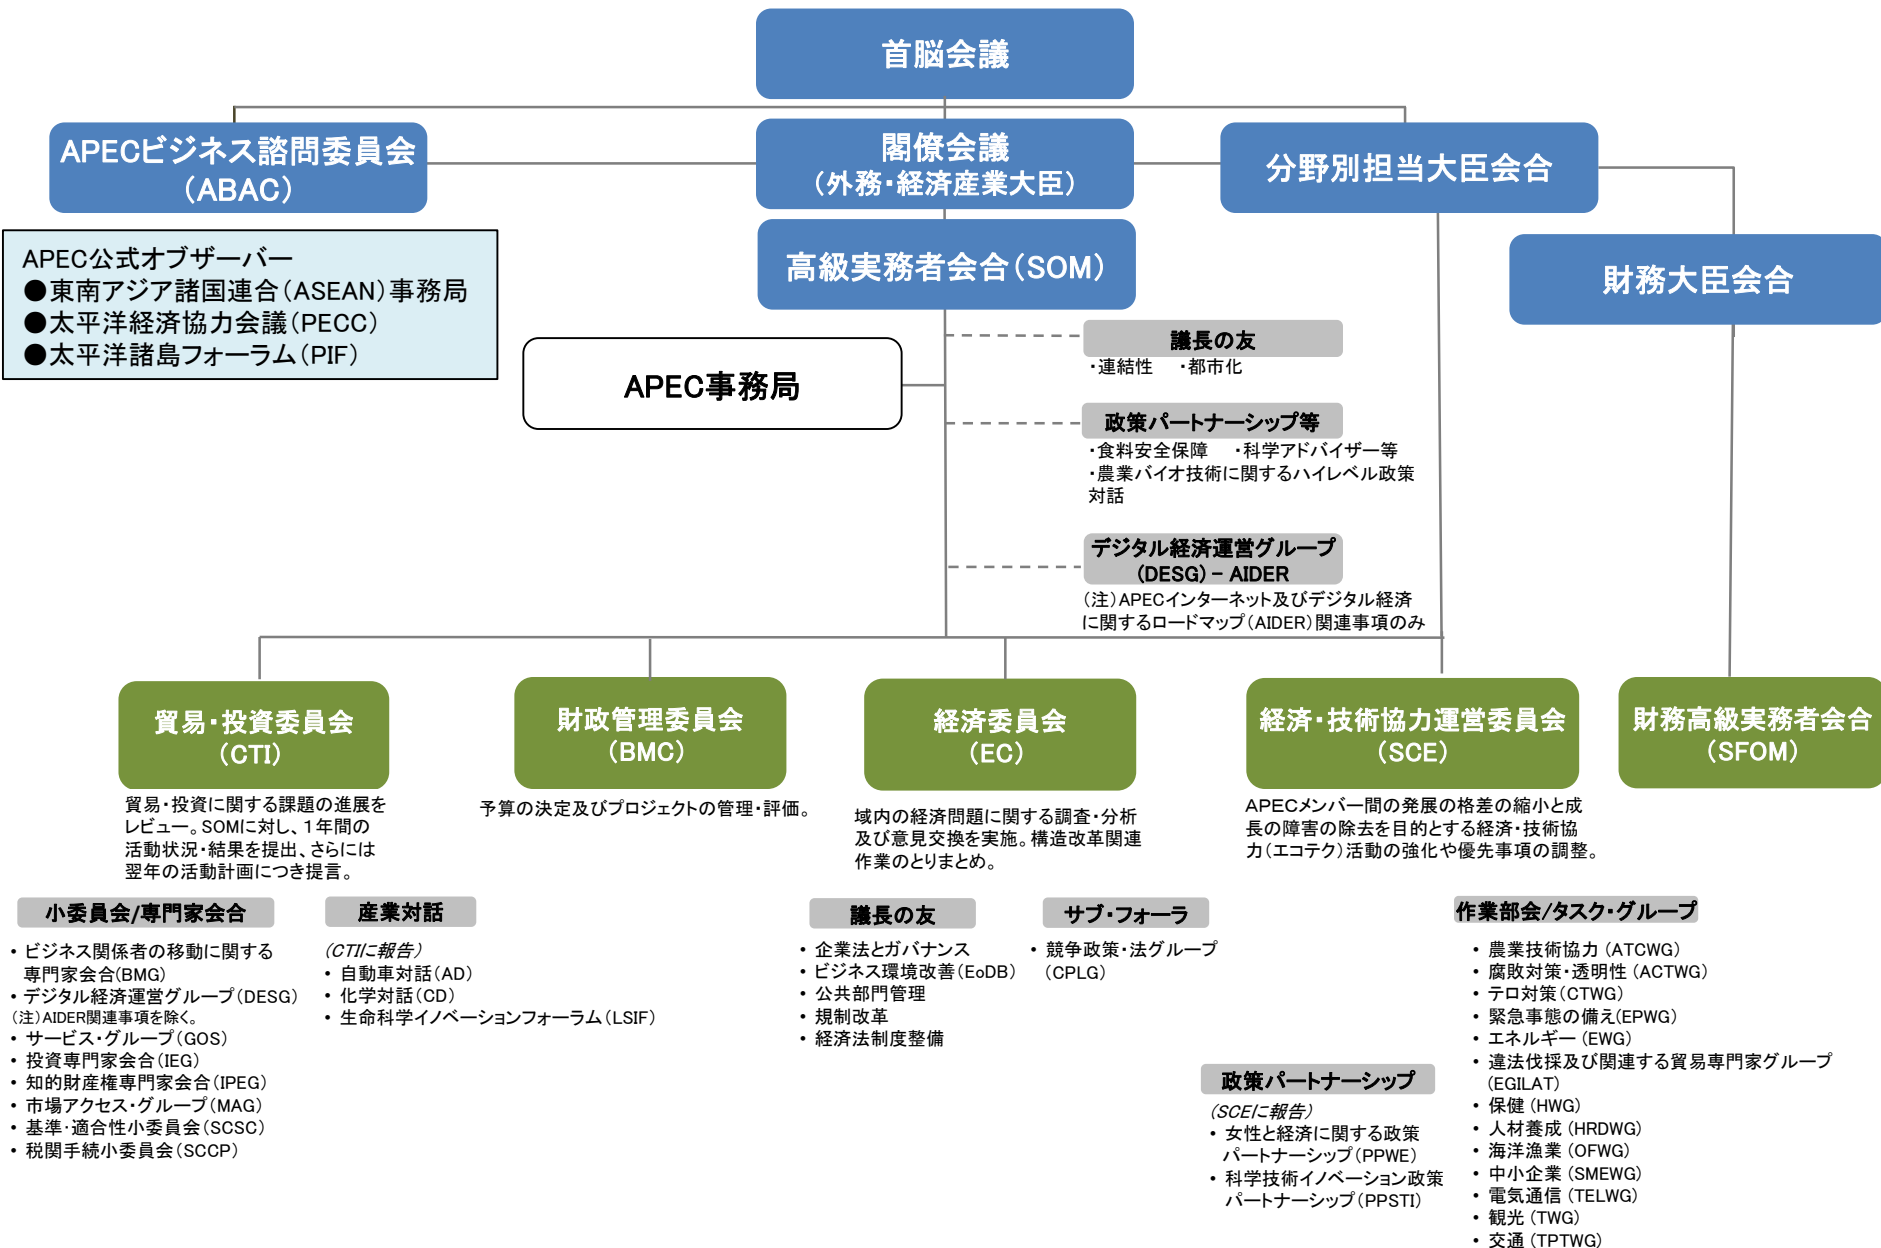 首脳会議
APECビジネス諮問委員会
(ABAC)
閣僚会議
(外務・経済産業大臣)
分野別担当大臣会合
APEC公式オブザーバー
●東南アジア諸国連合(ASEAN)事務局
●太平洋経済協力会議(PECC)
●太平洋諸島フォーラム(PIF)
高級実務者会合(SOM)
財務大臣会合
APEC事務局
議長の友
・連結性 ・都市化
政策パートナーシップ等
・食料安全保障 ・科学アドバイザー等
・農業バイオ技術に関するハイレベル政策
対話
デジタル経済運営グループ
(DESG) – AIDER
(注)APECインターネット及びデジタル経済
に関するロードマップ(AIDER)関連事項のみ
貿易・投資委員会
(CTI)
貿易・投資に関する課題の進展を
レビュー。SOMに対し、1年間の
活動状況・結果を提出、さらには
翌年の活動計画につき提言。
財政管理委員会
(BMC)
予算の決定及びプロジェクトの管理・評価。
経済委員会
(EC)
域内の経済問題に関する調査・分析
及び意見交換を実施。構造改革関連
作業のとりまとめ。
経済・技術協力運営委員会
(SCE)
APECメンバー間の発展の格差の縮小と成
長の障害の除去を目的とする経済・技術協
力(エコテク)活動の強化や優先事項の調整。
財務高級実務者会合
(SFOM)
小委員会/専門家会合
• ビジネス関係者の移動に関する
専門家会合(BMG)
• デジタル経済運営グループ(DESG)
(注)AIDER関連事項を除く。
• サービス・グループ(GOS)
• 投資専門家会合(IEG)
• 知的財産権専門家会合(IPEG)
• 市場アクセス・グループ(MAG)
• 基準・適合性小委員会(SCSC)
• 税関手続小委員会(SCCP)
産業対話
(CTIに報告)
• 自動車対話(AD)
• 化学対話(CD)
• 生命科学イノベーションフォーラム(LSIF)
議長の友
• 企業法とガバナンス
• ビジネス環境改善(EoDB)
• 公共部門管理
• 規制改革
• 経済法制度整備
サブ・フォーラ
• 競争政策・法グループ
(CPLG)
政策パートナーシップ
(SCEに報告)
• 女性と経済に関する政策
パートナーシップ(PPWE)
• 科学技術イノベーション政策
パートナーシップ(PPSTI)
作業部会/タスク・グループ
• 農業技術協力 (ATCWG)
• 腐敗対策・透明性 (ACTWG)
• テロ対策(CTWG)
• 緊急事態の備え(EPWG)
• エネルギー (EWG)
• 違法伐採及び関連する貿易専門家グループ
(EGILAT)
• 保健 (HWG)
• 人材養成 (HRDWG)
• 海洋漁業 (OFWG)
• 中小企業 (SMEWG)
• 電気通信 (TELWG)
• 観光 (TWG)
• 交通 (TPTWG)